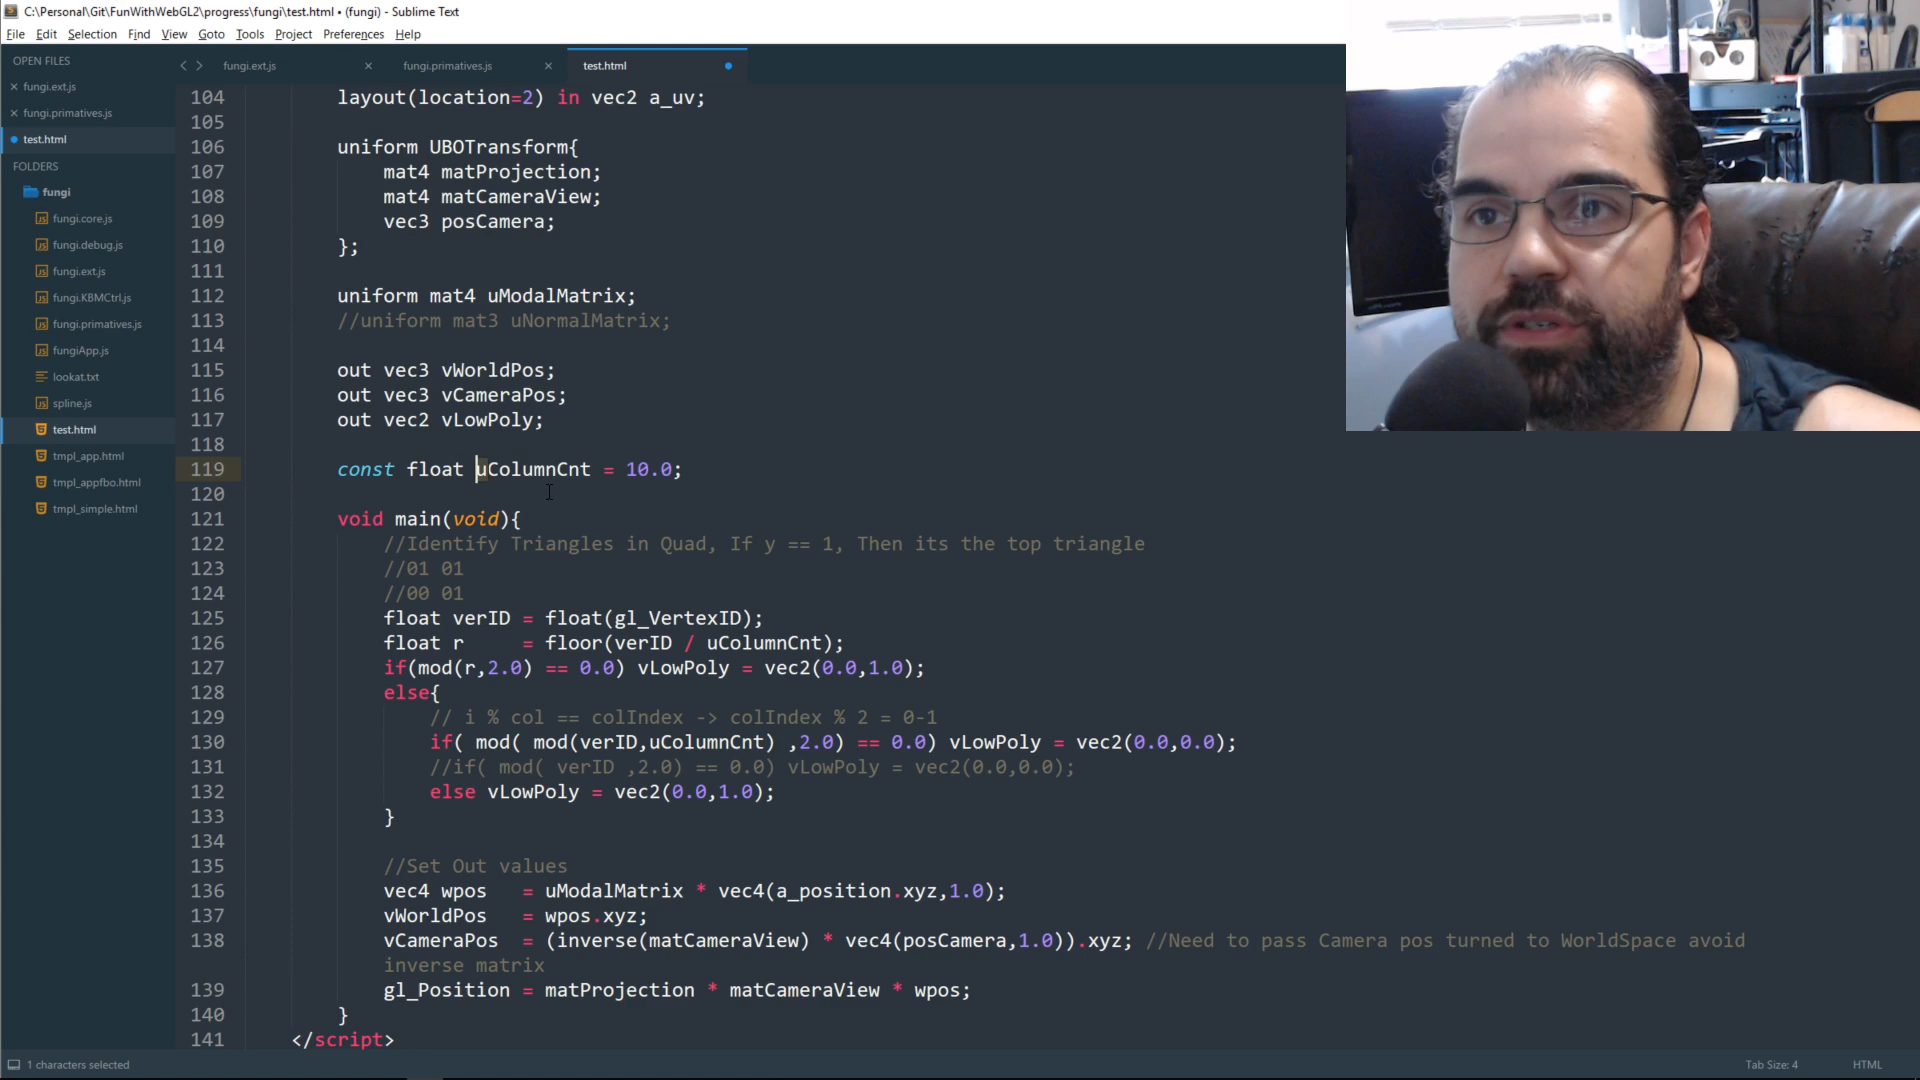 C:\Personal\Git\FunWithWebGL2\progress\fungi\test.html • (fungi) - Sublime Text
File Edit Selection Find View Goto Tools Project Preferences Help
OPEN FILES
fungi.ext.js
fungi.primatives.js
test.html
FOLDERS
fungi
fungi.core.js
fungi.debug.js
fungi.ext.js
fungi.KBMCtrl.js
fungi.primatives.js
fungiApp.js
lookat.txt
spline.js
test.html
tmpl_app.html
tmpl_appfbo.html
tmpl_simple.html
fungi.ext.js fungi.primatives.js test.html
104 layout(location=2) in vec2 a_uv;
105
106 uniform UBOTransform{
107 mat4 matProjection;
108 mat4 matCameraView;
109 vec3 posCamera;
110 };
111
112 uniform mat4 uModalMatrix;
113 //uniform mat3 uNormalMatrix;
114
115 out vec3 vWorldPos;
116 out vec3 vCameraPos;
117 out vec2 vLowPoly;
118
119 const float uColumnCnt = 10.0;
120
121 void main(void){
122 //Identify Triangles in Quad, If y == 1, Then its the top triangle
123 //01 01
124 //00 01
125 float verID = float(gl_VertexID);
126 float r = floor(verID / uColumnCnt);
127 if(mod(r,2.0) == 0.0) vLowPoly = vec2(0.0,1.0);
128 else{
129 // i % col == colIndex -> colIndex % 2 = 0-1
130 if( mod( mod(verID,uColumnCnt) ,2.0) == 0.0) vLowPoly = vec2(0.0,0.0);
131 //if( mod( verID ,2.0) == 0.0) vLowPoly = vec2(0.0,0.0);
132 else vLowPoly = vec2(0.0,1.0);
133 }
134
135 //Set Out values
136 vec4 wpos = uModalMatrix * vec4(a_position.xyz,1.0);
137 vWorldPos = wpos.xyz;
138 vCameraPos = (inverse(matCameraView) * vec4(posCamera,1.0)).xyz; //Need to pass Camera pos turned to WorldSpace avoid
inverse matrix
139 gl_Position = matProjection * matCameraView * wpos;
140 }
141 </script>
1 characters selected
Tab Size: 4 HTML